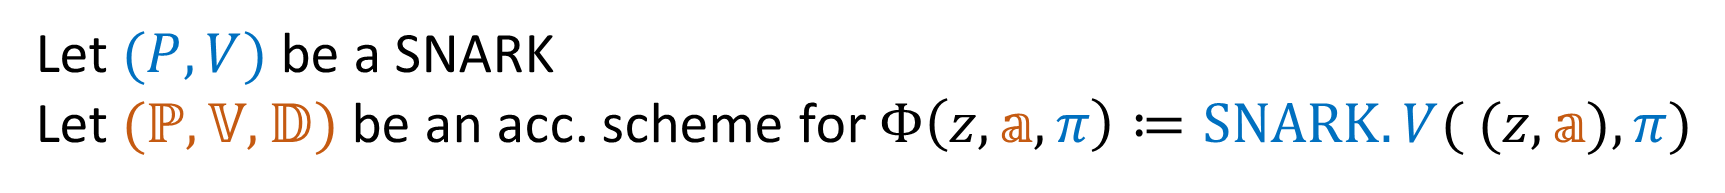 Let (𝑃, 𝑉) be a SNARK
Let (ℙ, 𝕍, 𝔻) be an acc. scheme for Φ(𝑧, 𝕒, 𝜋) ≔ SNARK. 𝑉( (𝑧, 𝕒), 𝜋)